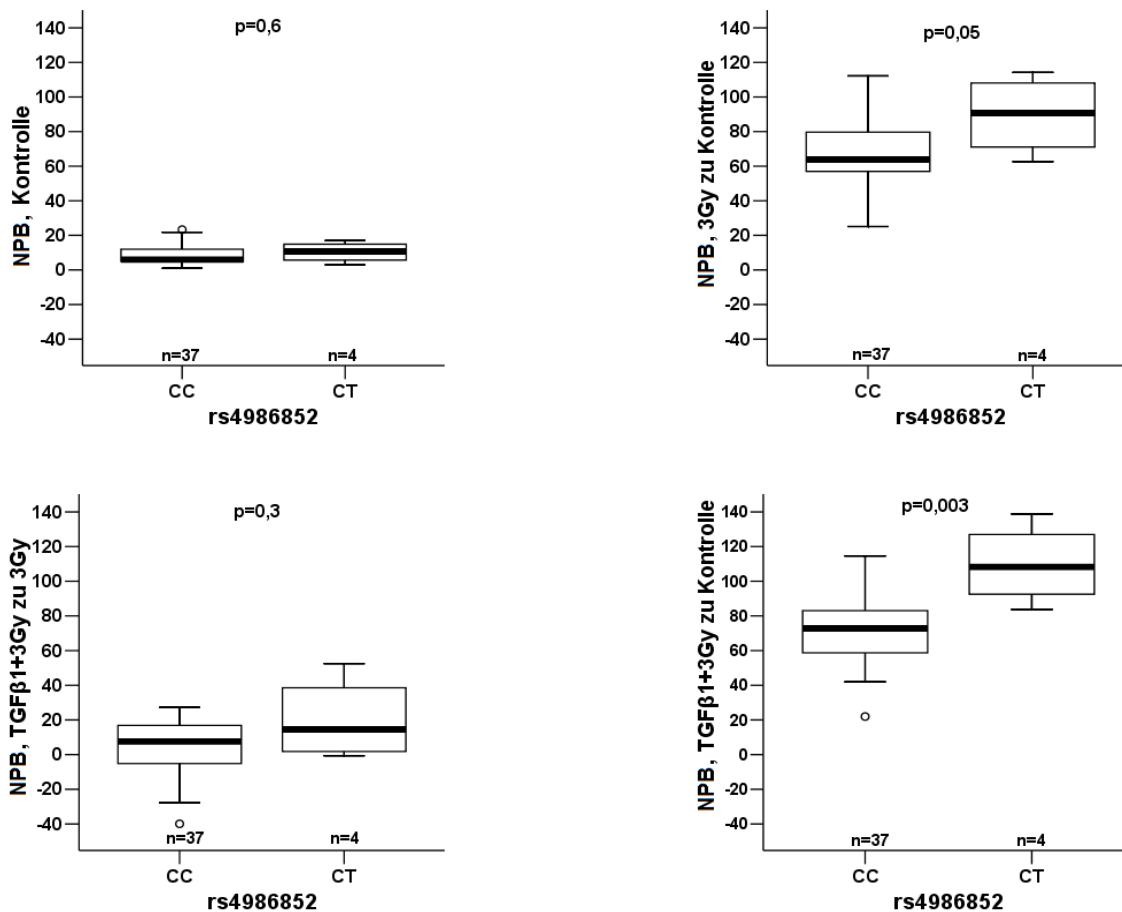 p=0,6
NPB, Kontrolle
140
120
100
80
60
40
20
0
-20
-40
n=37
n=4
CC
CT
rs4986852
p=0,05
NPB, 3Gy zu Kontrolle
140
120
100
80
60
40
20
0
-20
-40
n=37
n=4
CC
CT
rs4986852
p=0,3
NPB, TGFβ1+3Gy zu 3Gy
140
120
100
80
60
40
20
0
-20
-40
n=37
n=4
CC
CT
rs4986852
p=0,003
NPB, TGFβ1+3Gy zu Kontrolle
140
120
100
80
60
40
20
0
-20
-40
n=37
n=4
CC
CT
rs4986852